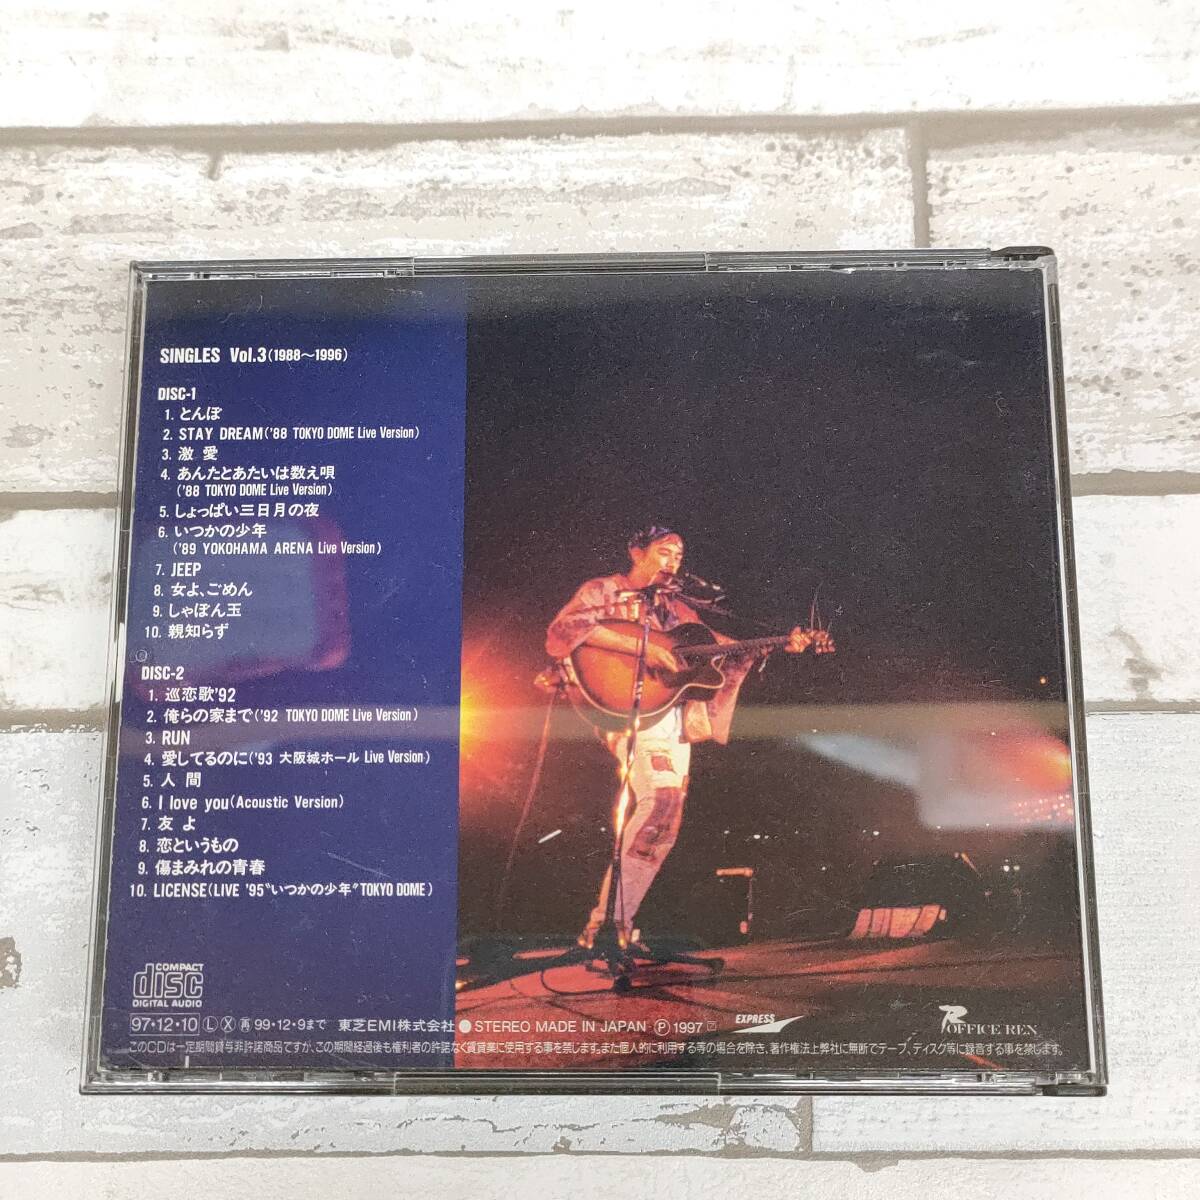 SINGLES Vol.3(1988～1996)
DISC-1
1. とんぼ
2. STAY DREAM('88 TOKYO DOME Live Version)
3. 激 愛
4. あんたとあたいは数え唄
('88 TOKYO DOME Live Version)
5. しょっぱい三日月の夜
6. いつかの少年
('89 YOKOHAMA ARENA Live Version)
7. JEEP
8. 女よ、ごめん
9. しゃぼん玉
10. 親知らず
DISC-2
1. 巡恋歌'92
2. 俺らの家まで('92 TOKYO DOME Live Version)
3. RUN
4. 愛してるのに('93 大阪城ホール Live Version)
5. 人 間
6. I love you(Acoustic Version)
7. 友 よ
8. 恋というもの
9. 傷まみれの青春
10. LICENSE(LIVE '95〝いつかの少年〟TOKYO DOME)
COMPACT
disc
DIGITAL AUDIO
97・12・10 Ⓛ Ⓧ ㊢99・12・9まで 東芝EMI株式会社 ● STEREO MADE IN JAPAN Ⓟ 1997
EXPRESS
OFFICE REN
このCDは一定期間貸与非許諾商品ですが、この期間経過後も権利者の許諾なく賃貸業に使用する事を禁じます。また個人的に利用する等の場合を除き、著作権法上弊社に無断でテープ、ディスク等に録音する事を禁じます。